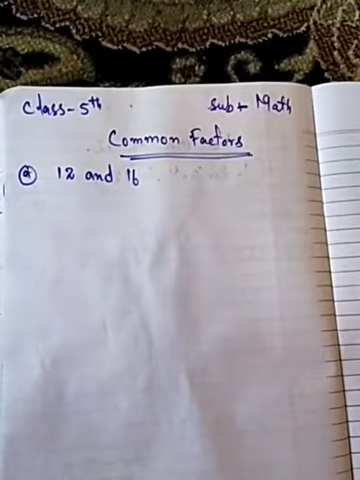 Class-5th
Sub- Math
Common Factors
(a) 12 and 16